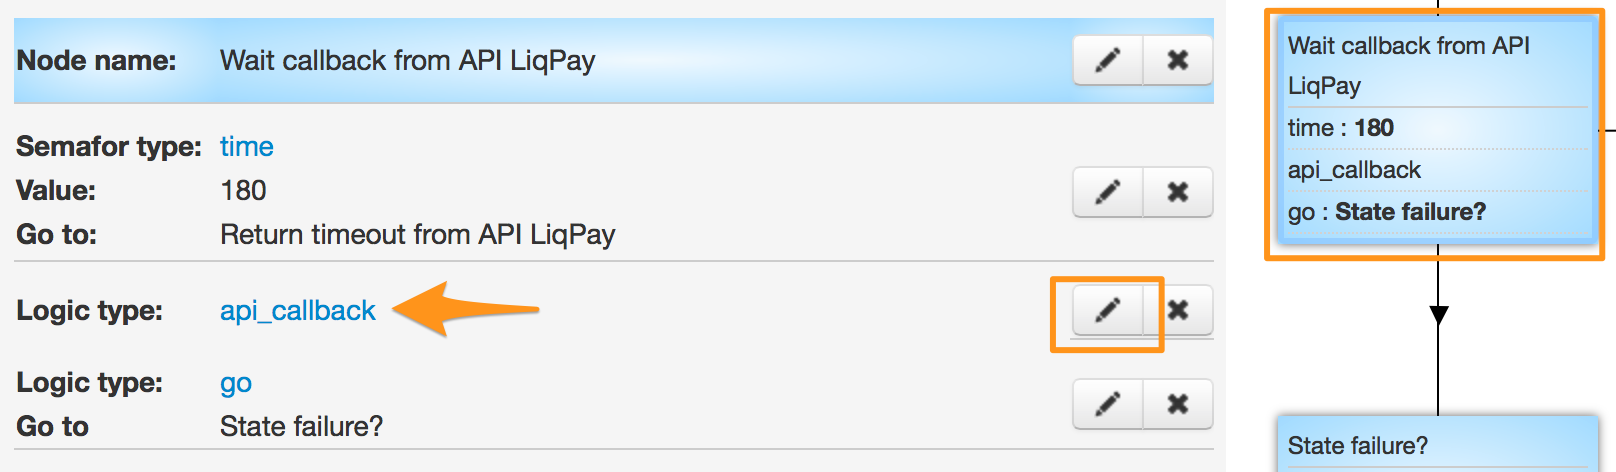 Node name: Wait callback from API LiqPay
Semafor type: time
Value: 180
Go to: Return timeout from API LiqPay
Logic type: api_callback
Logic type: go
Go to State failure?
Wait callback from API
LiqPay
time : 180
api_callback
go : State failure?
State failure?